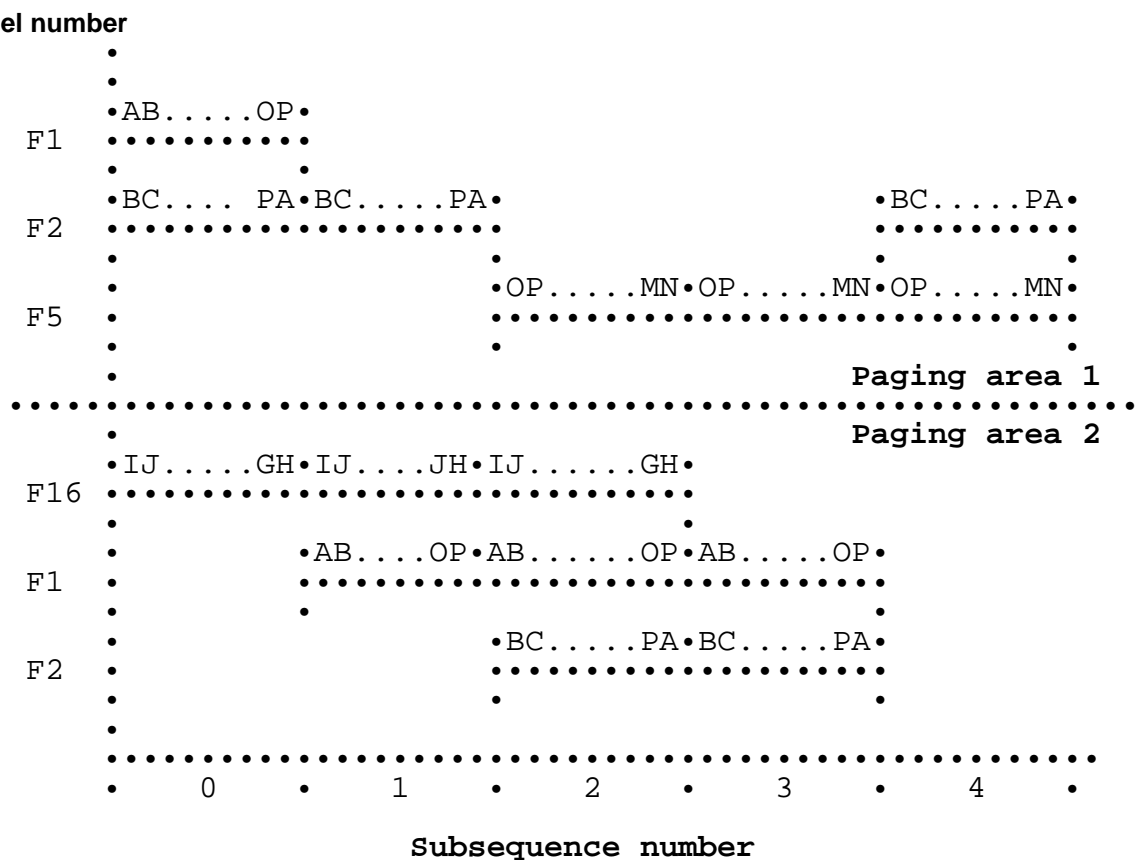 el number
AB.....OP
F1
BC.... PA BC.....PA BC.....PA
F2
OP.....MN OP.....MN OP.....MN
F5
Paging area 1
Paging area 2
IJ.....GH IJ....JH IJ......GH
F16
AB....OP AB......OP AB.....OP
F1
BC.....PA BC.....PA
F2
0 1 2 3 4
Subsequence number